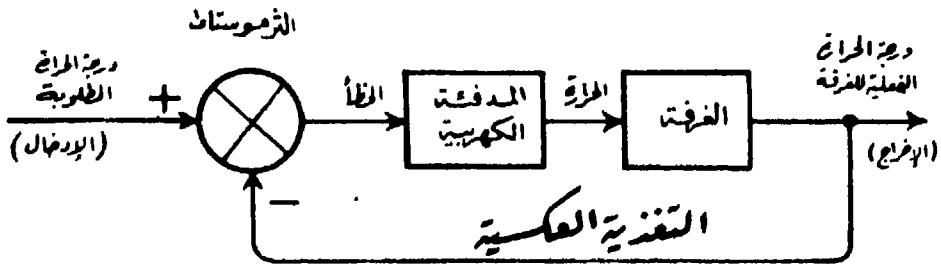 الترموستات
درجة الحرارة
المطلوبة
+
(الإدخال)
الخطأ
المدفئة
الكهربية
الحرارة
الغرفة
درجة الحرارة
الفعلية للغرفة
(الإخراج)
−
التغذية العكسية